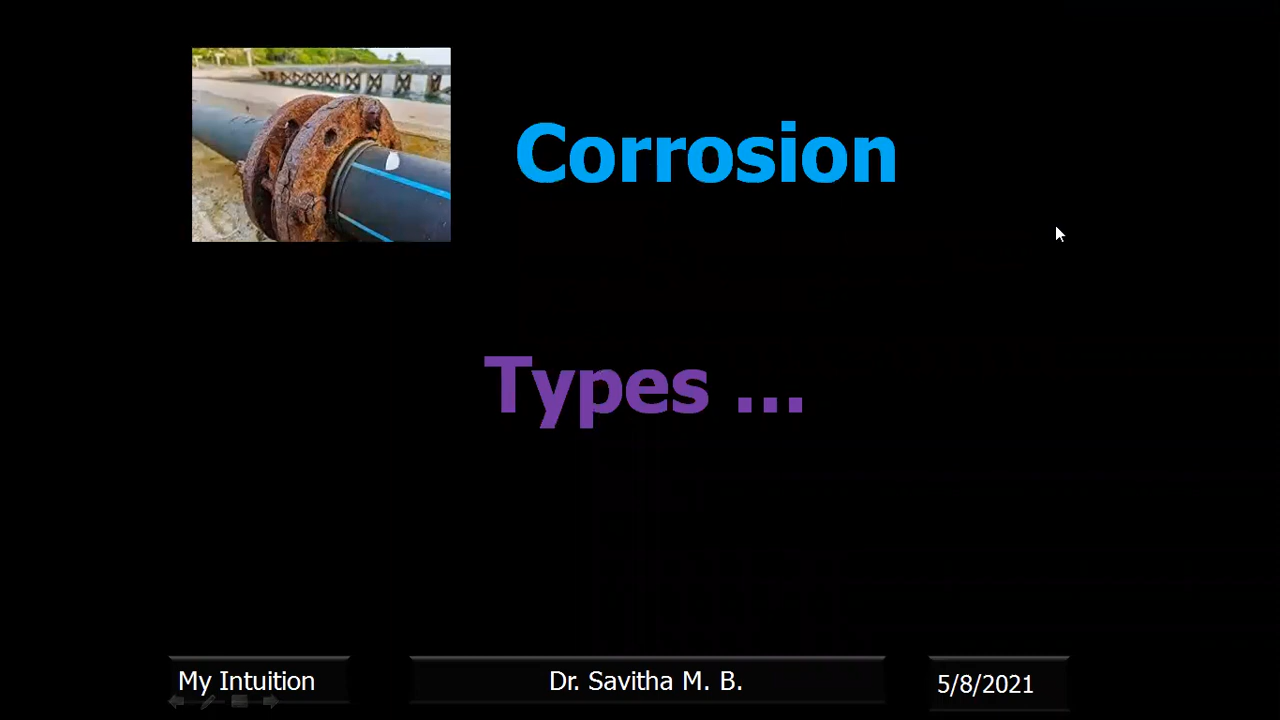 Corrosion
Types ...
My Intuition
Dr. Savitha M. B.
5/8/2021